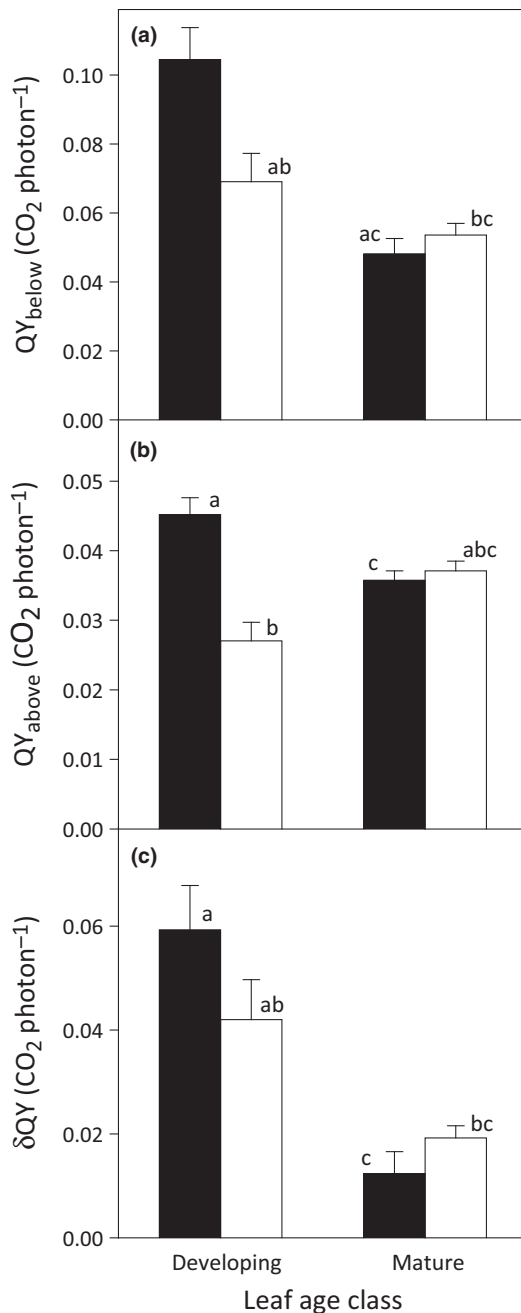 (a)
QY_below (CO₂ photon⁻¹)
0.10
0.08
0.06
0.04
0.02
0.00
ab
ac
bc
(b)
QY_above (CO₂ photon⁻¹)
0.05
0.04
0.03
0.02
0.01
0.00
a
b
c
abc
(c)
δQY (CO₂ photon⁻¹)
0.06
0.04
0.02
0.00
a
ab
c
bc
Developing Mature
Leaf age class